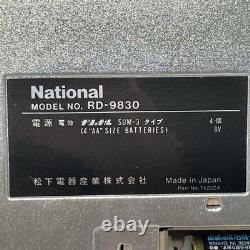 National
MODEL NO. RD-9830
電源 電池 ナショナル SUM-3 タイプ 4個
(4"AA"SIZE BATTERIES) 6V
松下電器産業株式会社 Made in Japan
Part No T622ZA